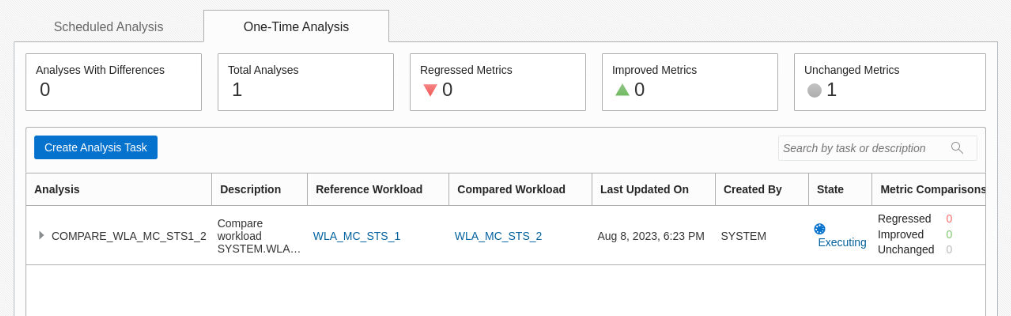 Scheduled Analysis
One-Time Analysis
Analyses With Differences
0
Total Analyses
1
Regressed Metrics
0
Improved Metrics
0
Unchanged Metrics
1
Create Analysis Task
Search by task or description
Analysis Description Reference Workload Compared Workload Last Updated On Created By State Metric Comparisons
COMPARE_WLA_MC_STS1_2
Compare
workload
SYSTEM.WLA…
WLA_MC_STS_1
WLA_MC_STS_2
Aug 8, 2023, 6:23 PM
SYSTEM
Executing
Regressed 0
Improved 0
Unchanged 0